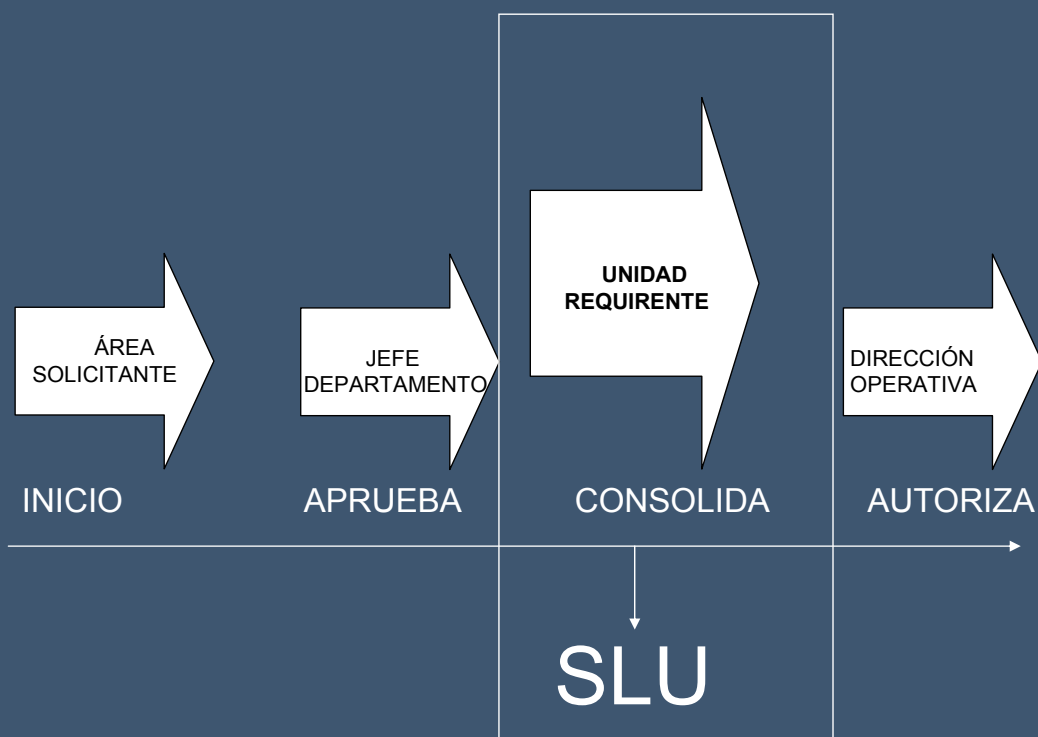 ÁREA
SOLICITANTE
JEFE
DEPARTAMENTO
UNIDAD
REQUIRENTE
DIRECCIÓN
OPERATIVA
INICIO
APRUEBA
CONSOLIDA
AUTORIZA
SLU